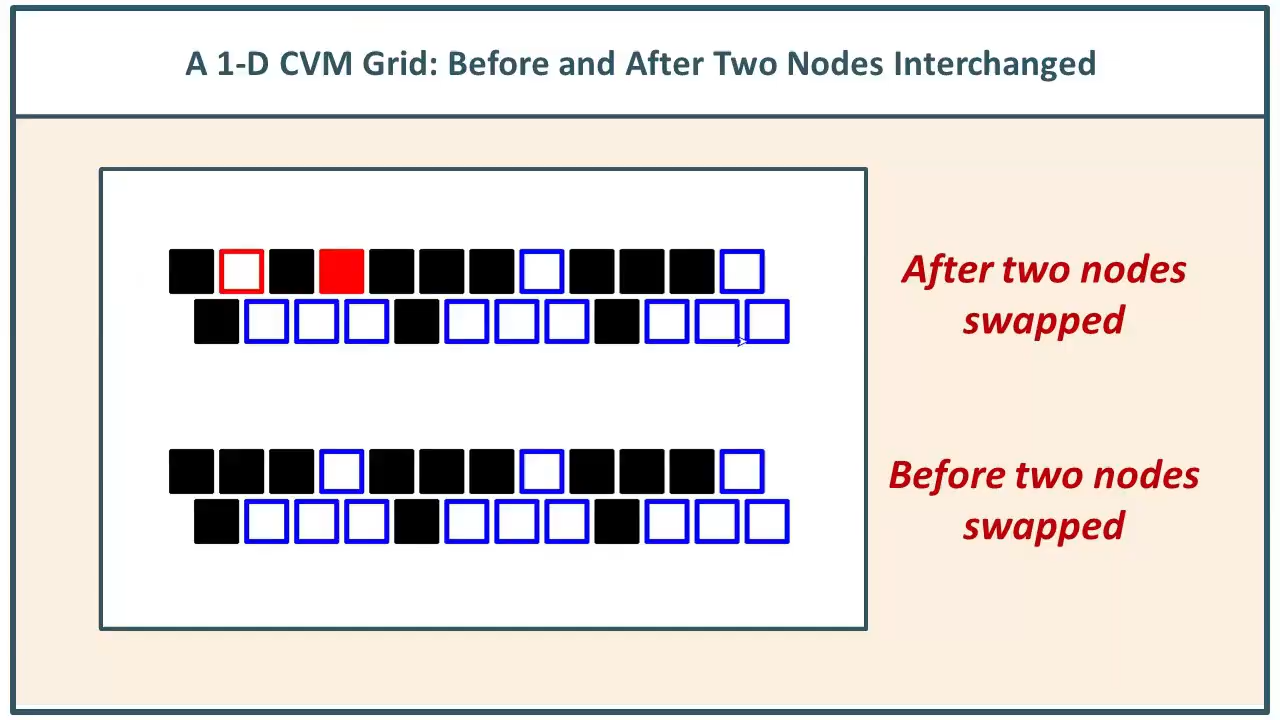 A 1-D CVM Grid: Before and After Two Nodes Interchanged
After two nodes
swapped
Before two nodes
swapped